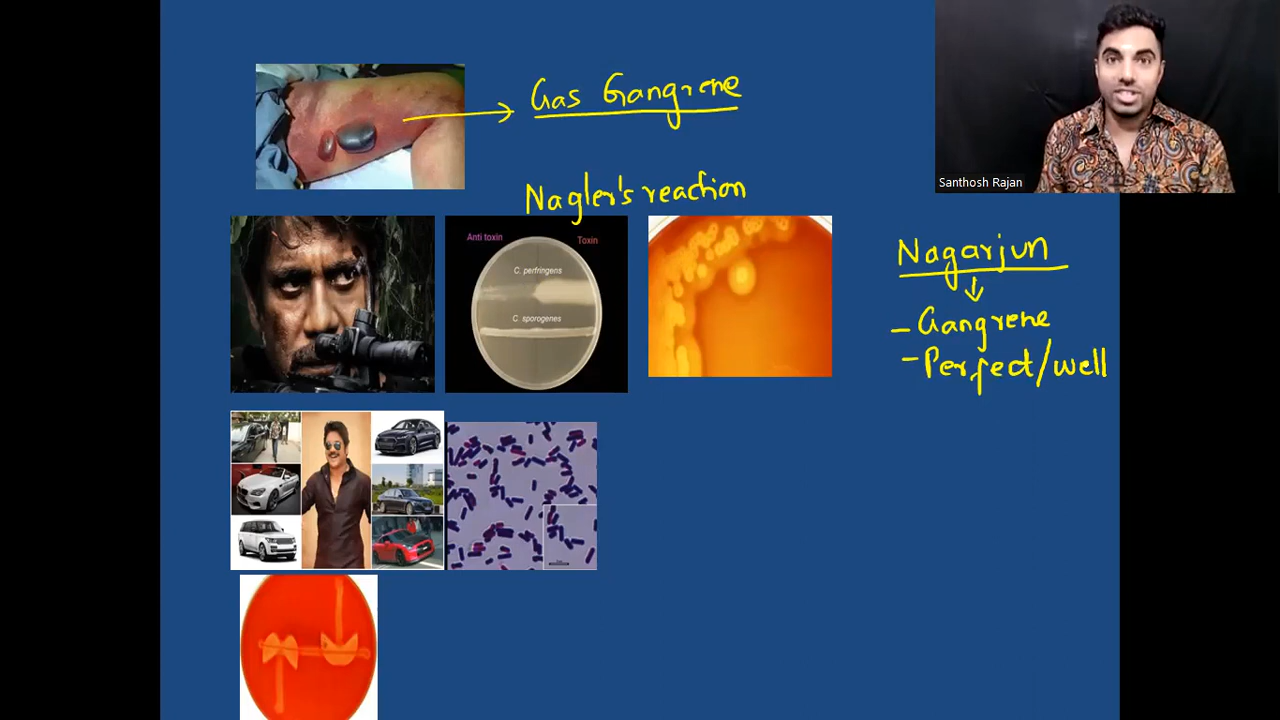 Gas Gangrene
Santhosh Rajan
Nagler's reaction
Anti toxin
Toxin
C. perfringens
C. sporogenes
Nagarjun
- Gangrene
- Perfect/well